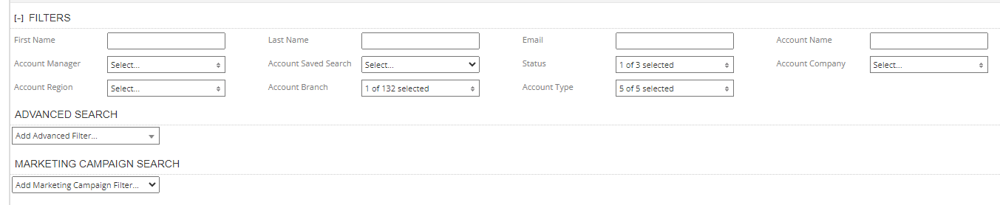 [-] FILTERS
First Name Last Name Email Account Name
Account Manager Select... Account Saved Search Select... Status 1 of 3 selected Account Company Select...
Account Region Select... Account Branch 1 of 132 selected Account Type 5 of 5 selected
ADVANCED SEARCH
Add Advanced Filter...
MARKETING CAMPAIGN SEARCH
Add Marketing Campaign Filter...